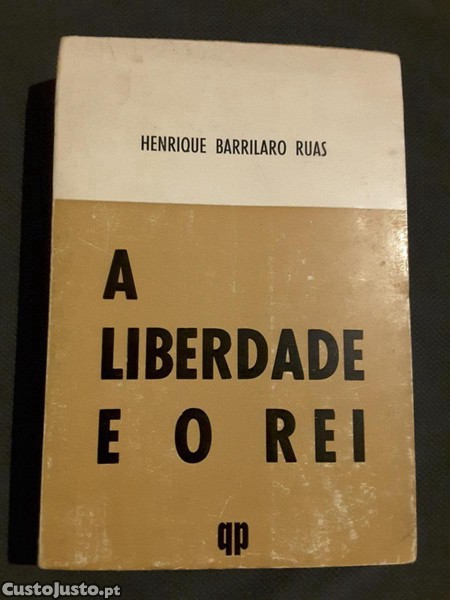 HENRIQUE BARRILARO RUAS
A
LIBERDADE
E O REI
qp
CustoJusto.pt